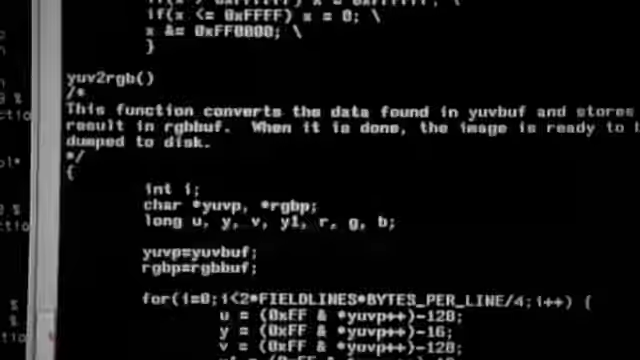 if(x <= 0xFFFF) x = 0; \
x &= 0xFF0000; \
}
yuv2rgb()
/*
This function converts the data found in yuvbuf and stores
result in rgbbuf. When it is done, the image is ready to
dumped to disk.
*/
{
int i;
char *yuvp, *rgbp;
long u, y, v, y1, r, g, b;
yuvp=yuvbuf;
rgbp=rgbbuf;
for(i=0;i<2*FIELDLINES*BYTES_PER_LINE/4;i++) {
u = (0xFF & *yuvp++)-128;
y = (0xFF & *yuvp++)-16;
v = (0xFF & *yuvp++)-128;